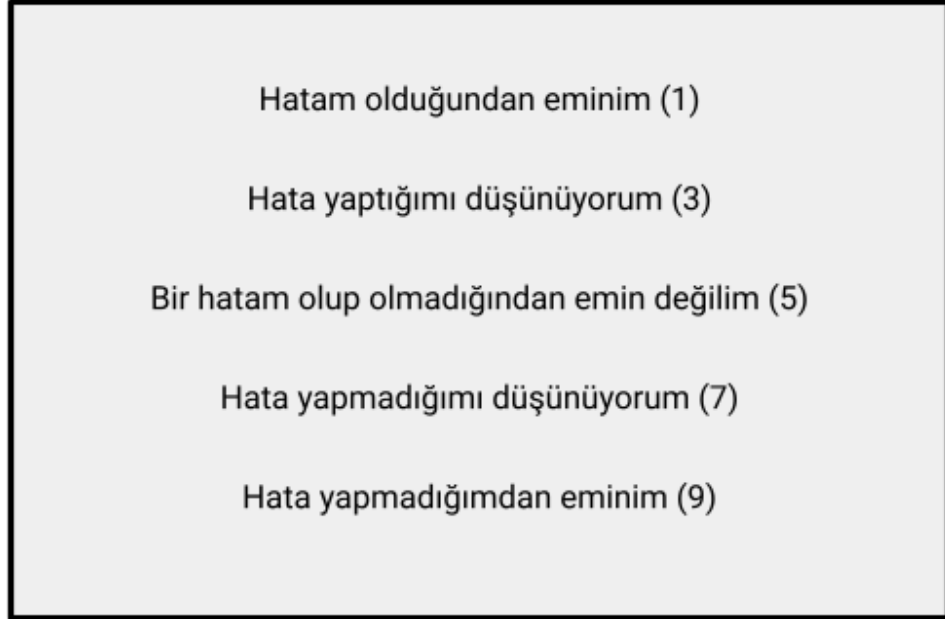 Hatam olduğundan eminim (1)
Hata yaptığımı düşünüyorum (3)
Bir hatam olup olmadığından emin değilim (5)
Hata yapmadığımı düşünüyorum (7)
Hata yapmadığımdan eminim (9)